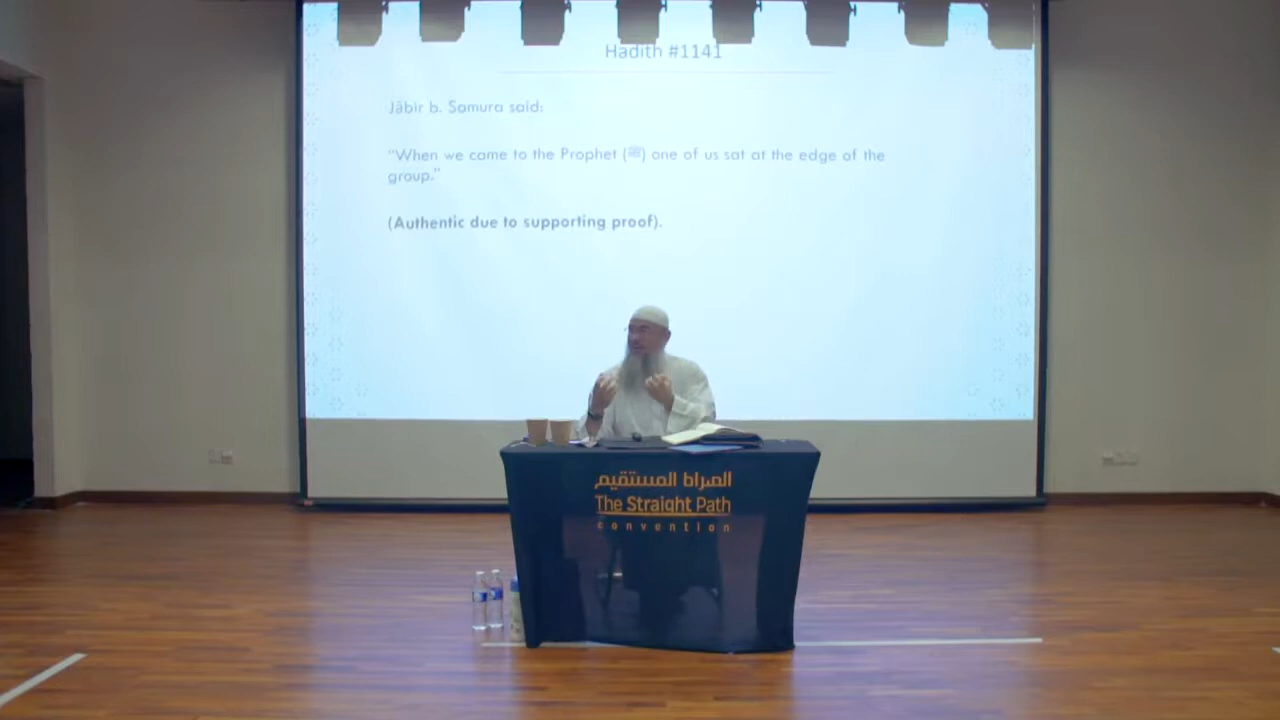 Hadith #1141
Jābir b. Samura said:
“When we came to the Prophet (ﷺ) one of us sat at the edge of the
group.”
(Authentic due to supporting proof).
الصراط المستقيم
The Straight Path
convention